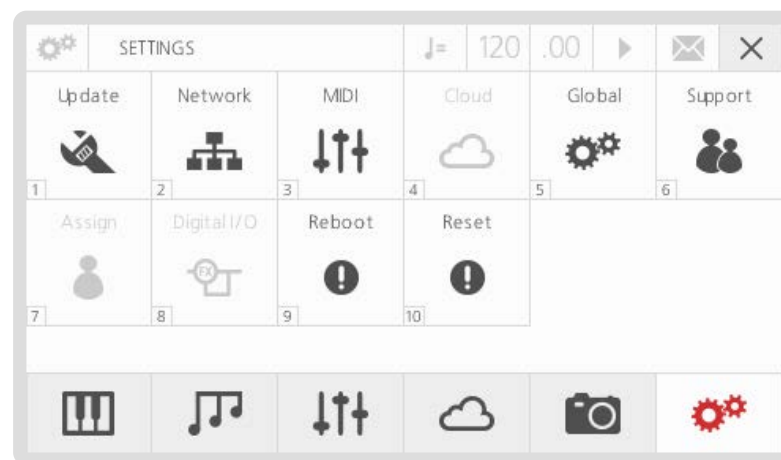 SETTINGS = 120 .00
Update Network MIDI Cloud Global Support
1 2 3 4 5 6
Assign Digital I/O Reboot Reset
FX
7 8 9 10